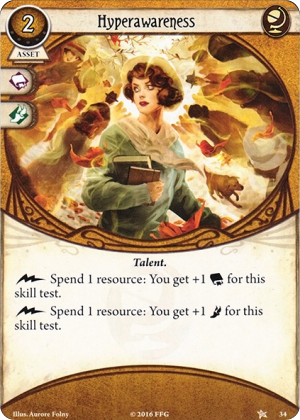 Hyperawareness
2
ASSET
Talent.
Spend 1 resource: You get +1 for this
skill test.
Spend 1 resource: You get +1 for this
skill test.
Illus. Aurore Folny
© 2016 FFG
34